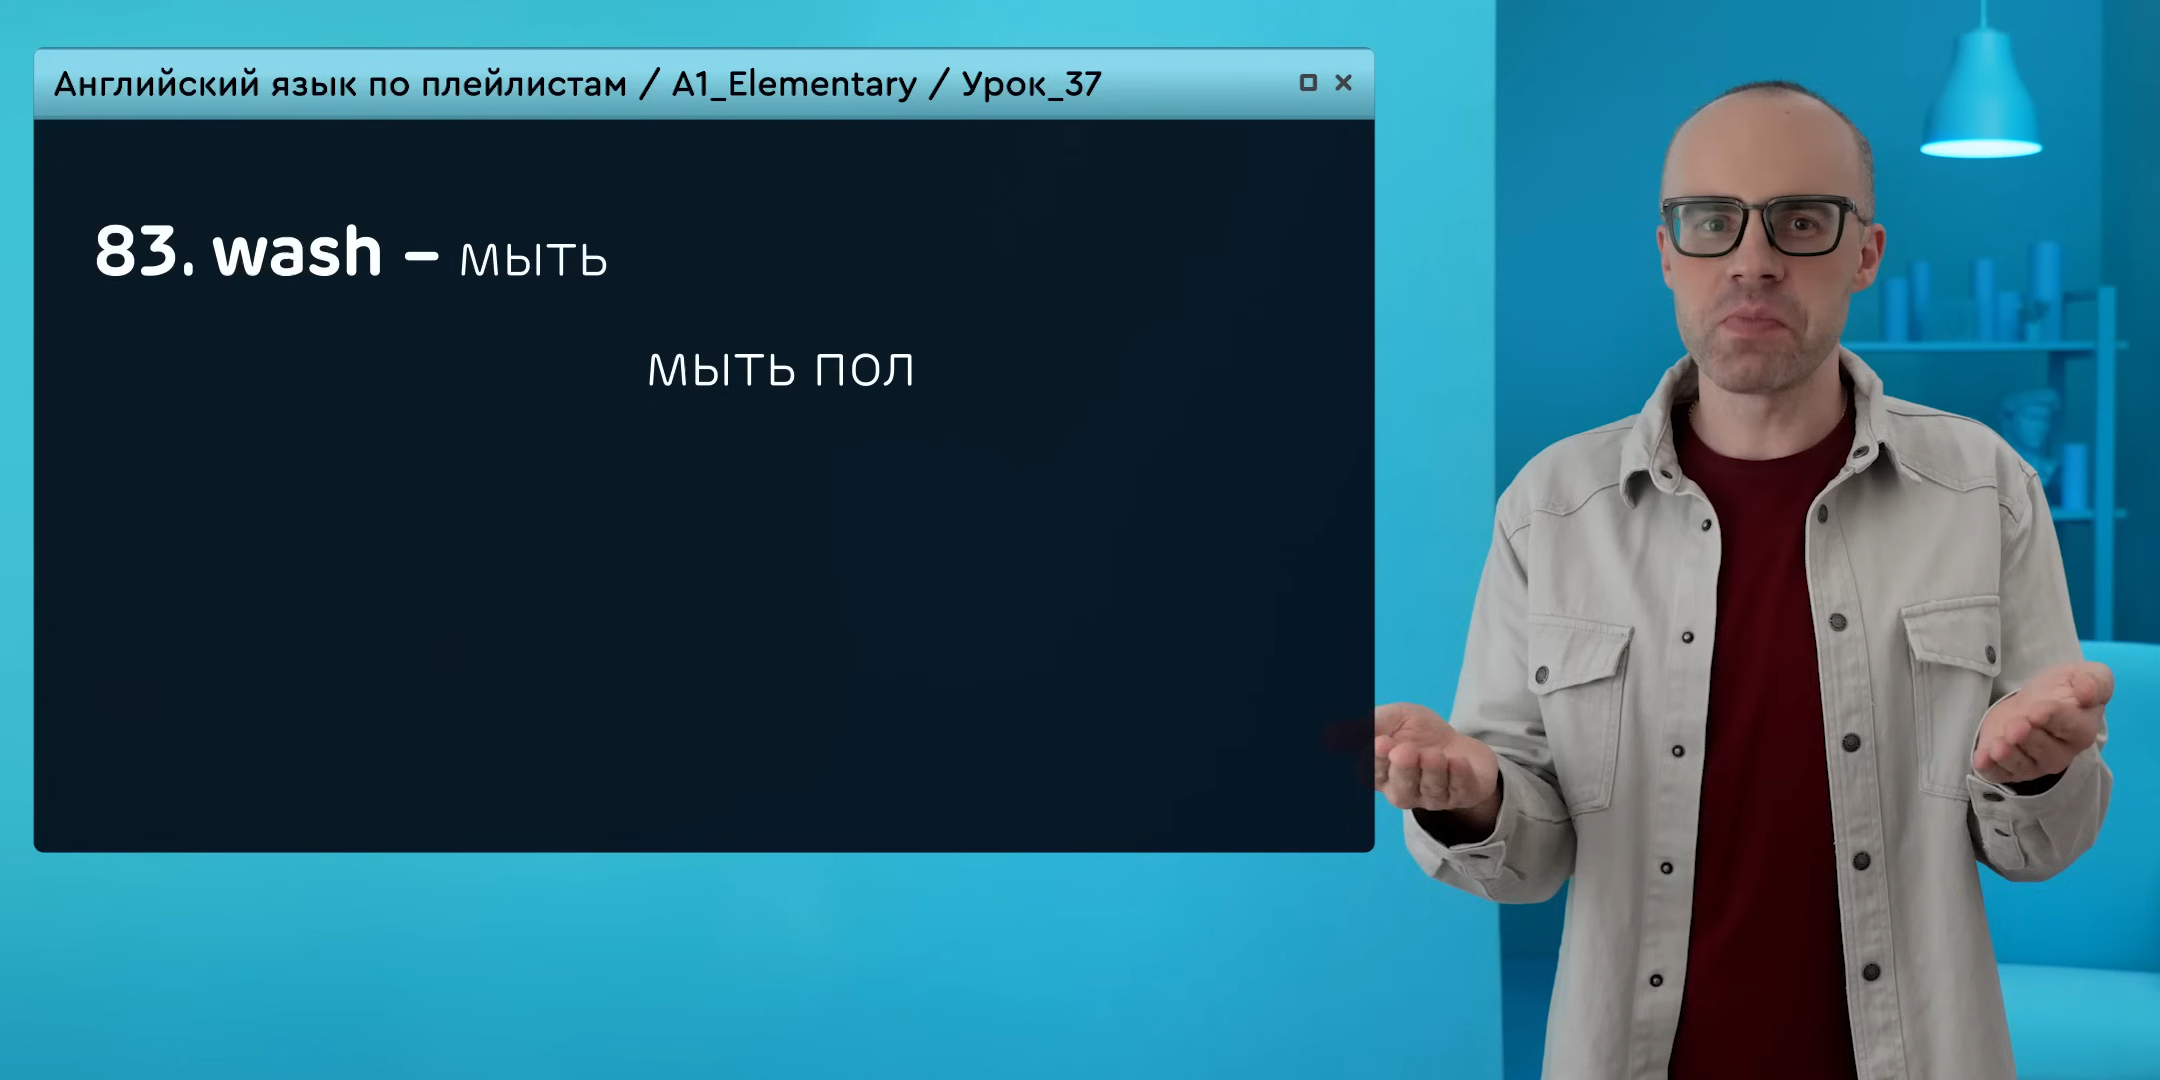 Английский язык по плейлистам / A1_Elementary / Урок_37
83. wash – мыть
мыть пол